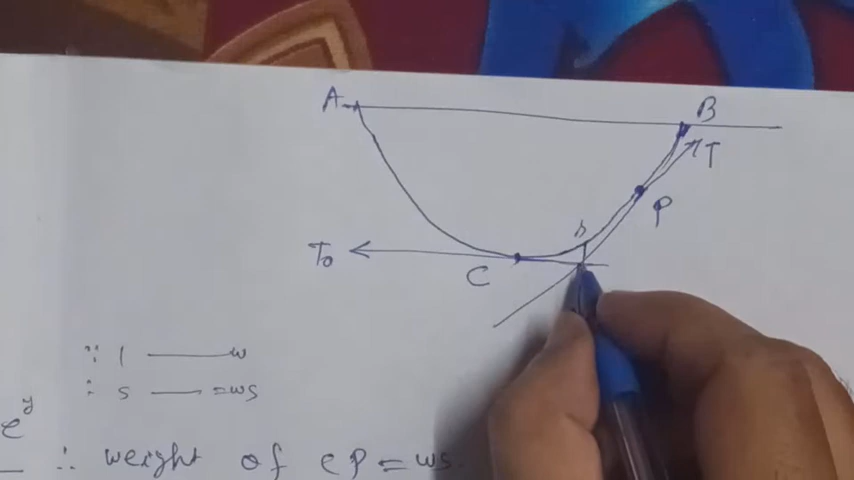 A B
T
P
T₀ C
∵ 1 —— w
∴ s —— = ws
e^y
∴ weight of cp = ws.